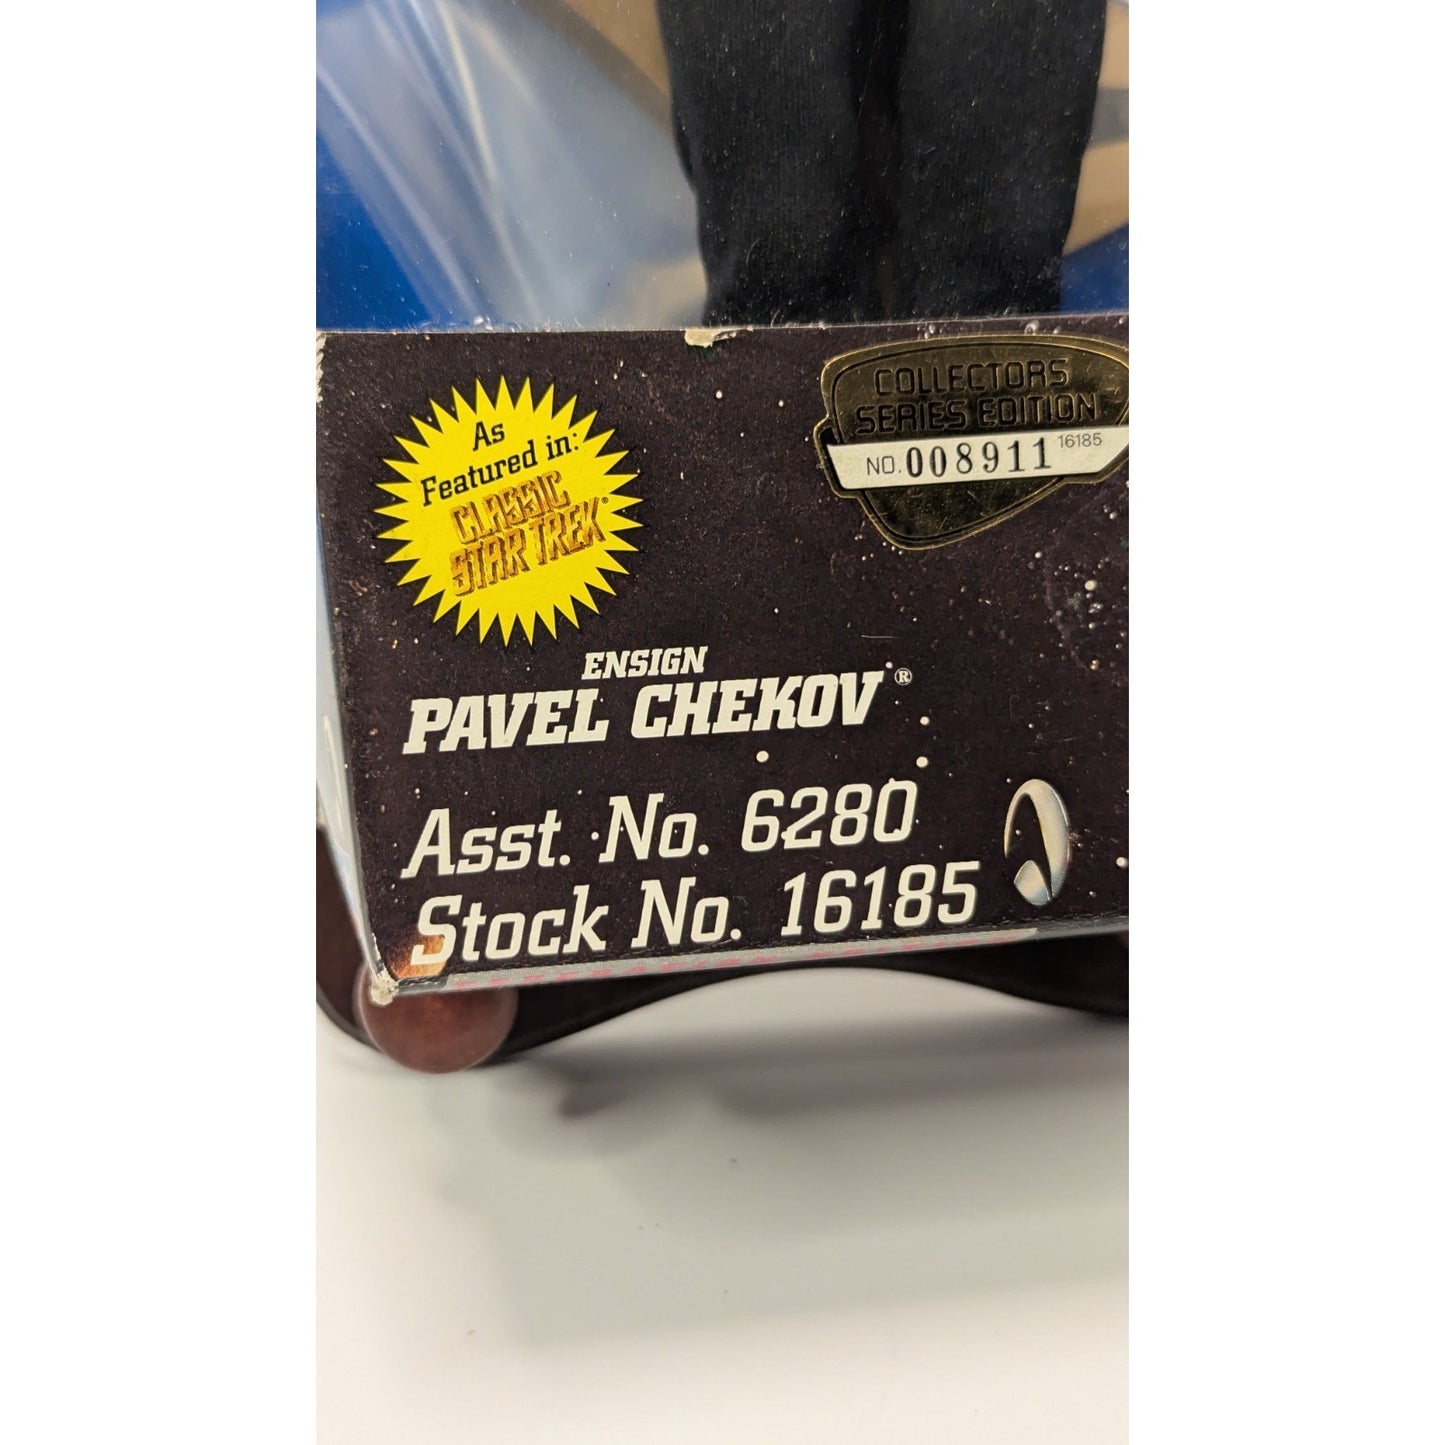 As
Featured in:
CLASSIC
STAR TREK®
COLLECTORS
SERIES EDITION
NO. 008911 16185
ENSIGN
PAVEL CHEKOV®
Asst. No. 6280
Stock No. 16185